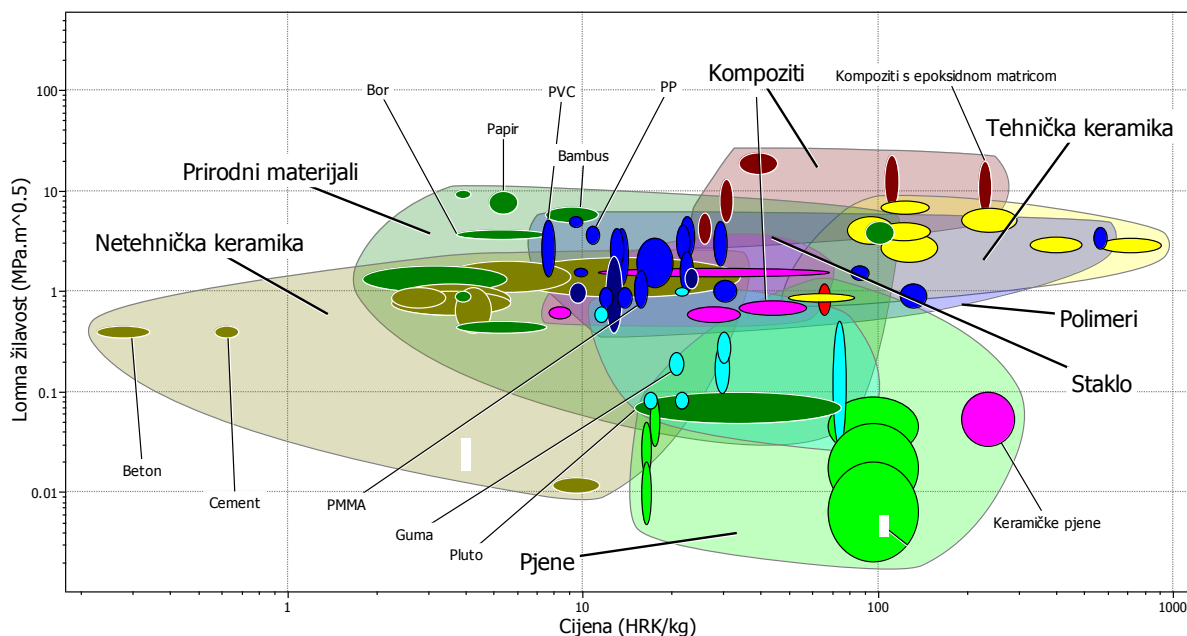 Lomna žilavost (MPa.m^0.5)
100
10
1
0.1
0.01
Bor
PVC
PP
Kompoziti
Kompoziti s epoksidnom matricom
Papir
Bambus
Tehnička keramika
Prirodni materijali
Netehnička keramika
Polimeri
Staklo
Beton
Cement
PMMA
Guma
Pluto
Pjene
Keramičke pjene
1
10
100
1000
Cijena (HRK/kg)